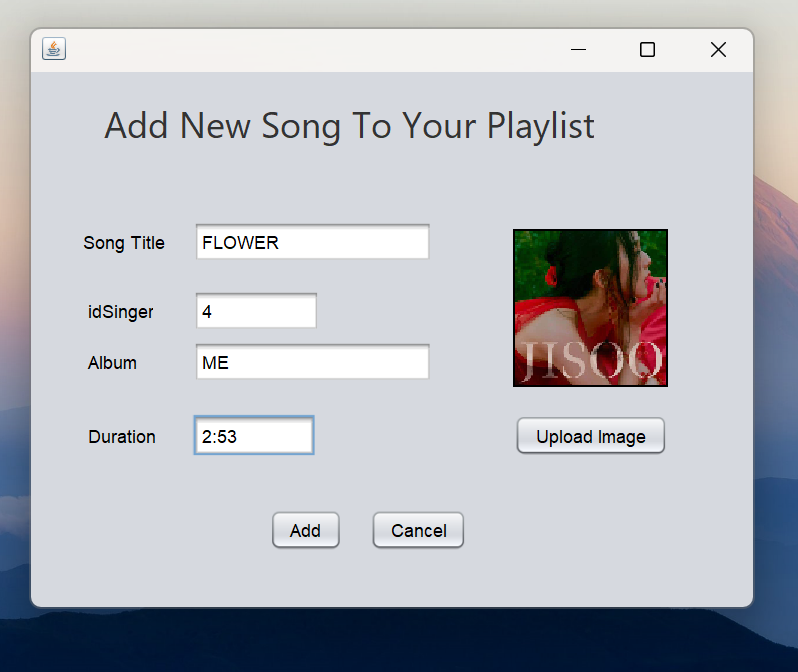 Add New Song To Your Playlist
Song Title FLOWER
idSinger 4
Album ME
JISOO
Duration 2:53
Upload Image
Add Cancel